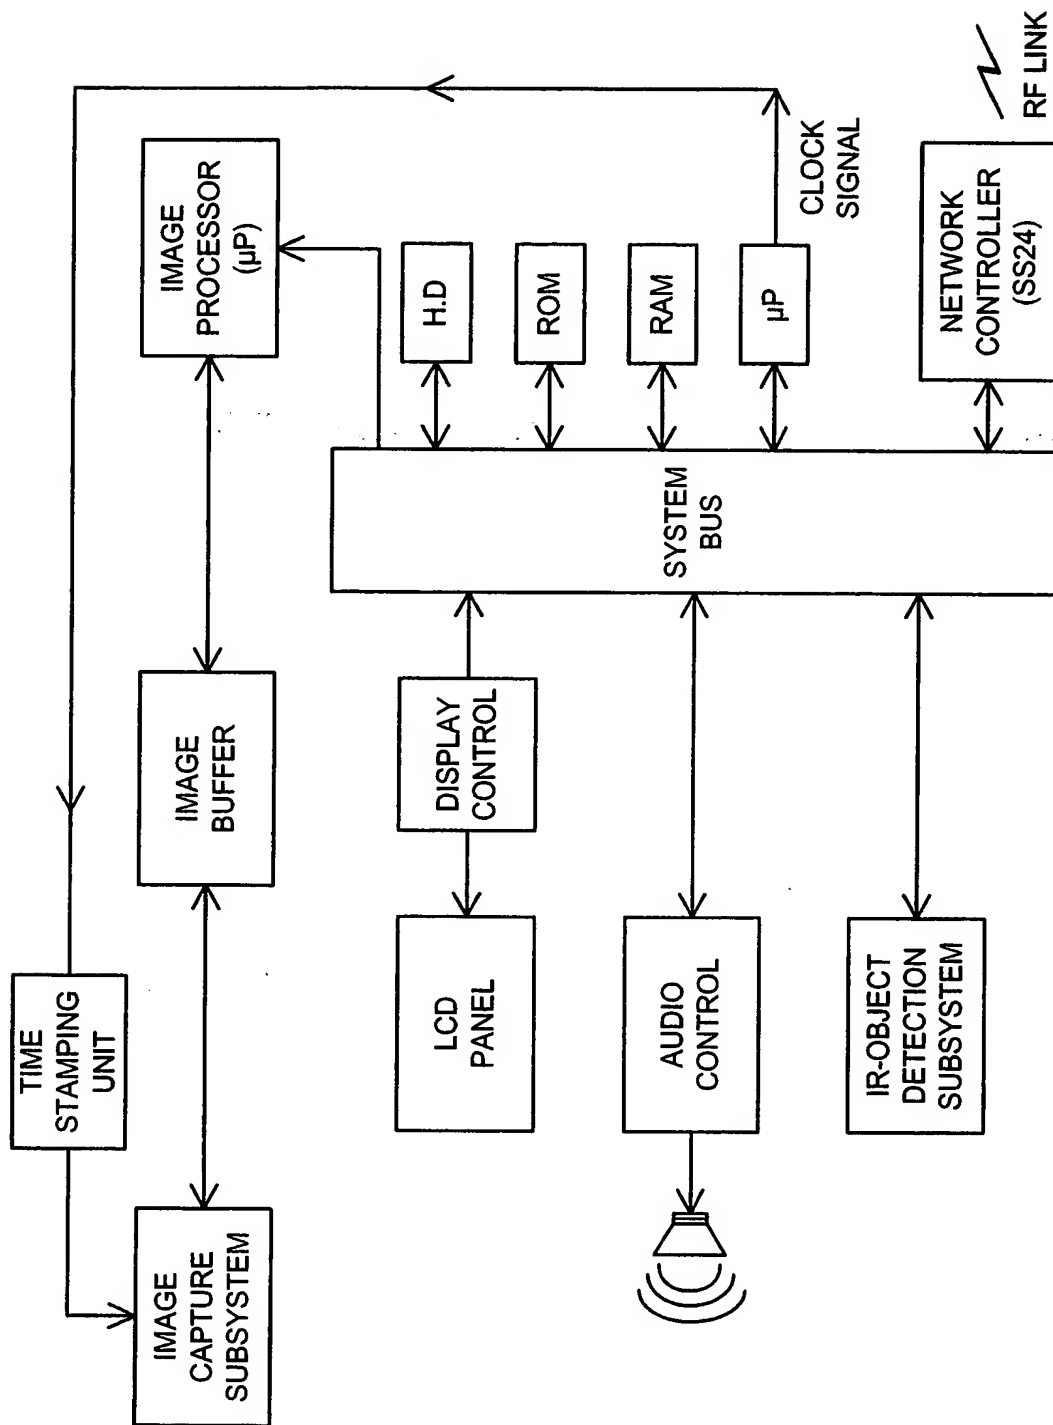 TIME
STAMPING
UNIT
IMAGE
CAPTURE
SUBSYSTEM
IMAGE
BUFFER
IMAGE
PROCESSOR
(µP)
LCD
PANEL
DISPLAY
CONTROL
H.D
ROM
AUDIO
CONTROL
SYSTEM
BUS
RAM
µP
CLOCK
SIGNAL
IR-OBJECT
DETECTION
SUBSYSTEM
NETWORK
CONTROLLER
(SS24)
RF LINK